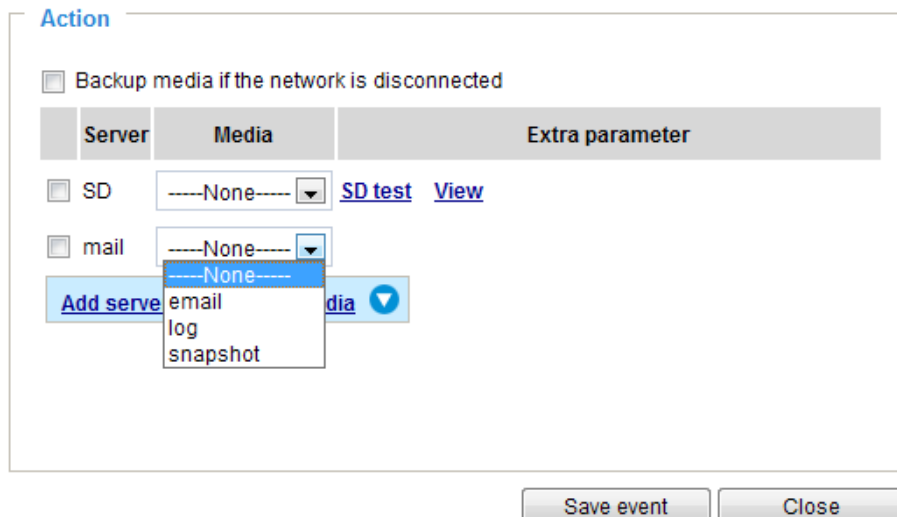 Action
Backup media if the network is disconnected
Server Media Extra parameter
SD -----None----- SD test View
mail -----None-----
-----None-----
email
Add serve dia
log
snapshot
Save event Close